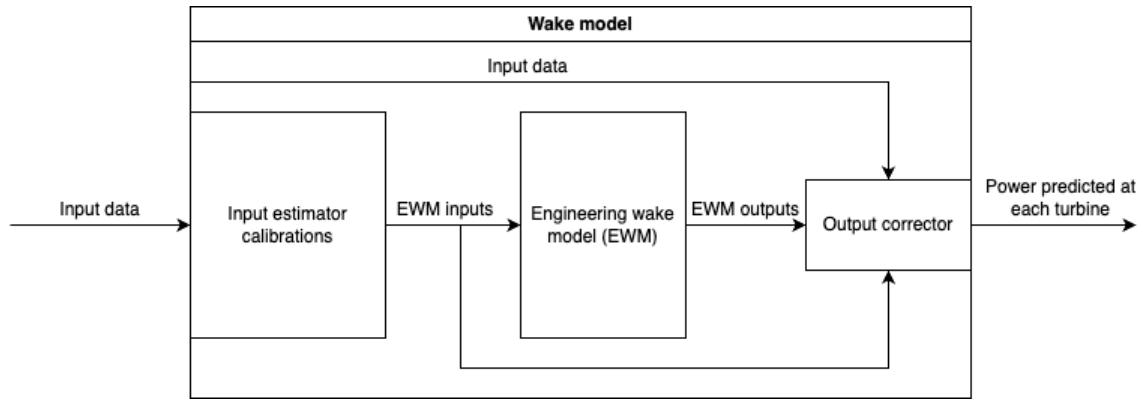 Wake model
Input data
Input data
Input estimator
calibrations
EWM inputs
Engineering wake
model (EWM)
EWM outputs
Output corrector
Power predicted at
each turbine